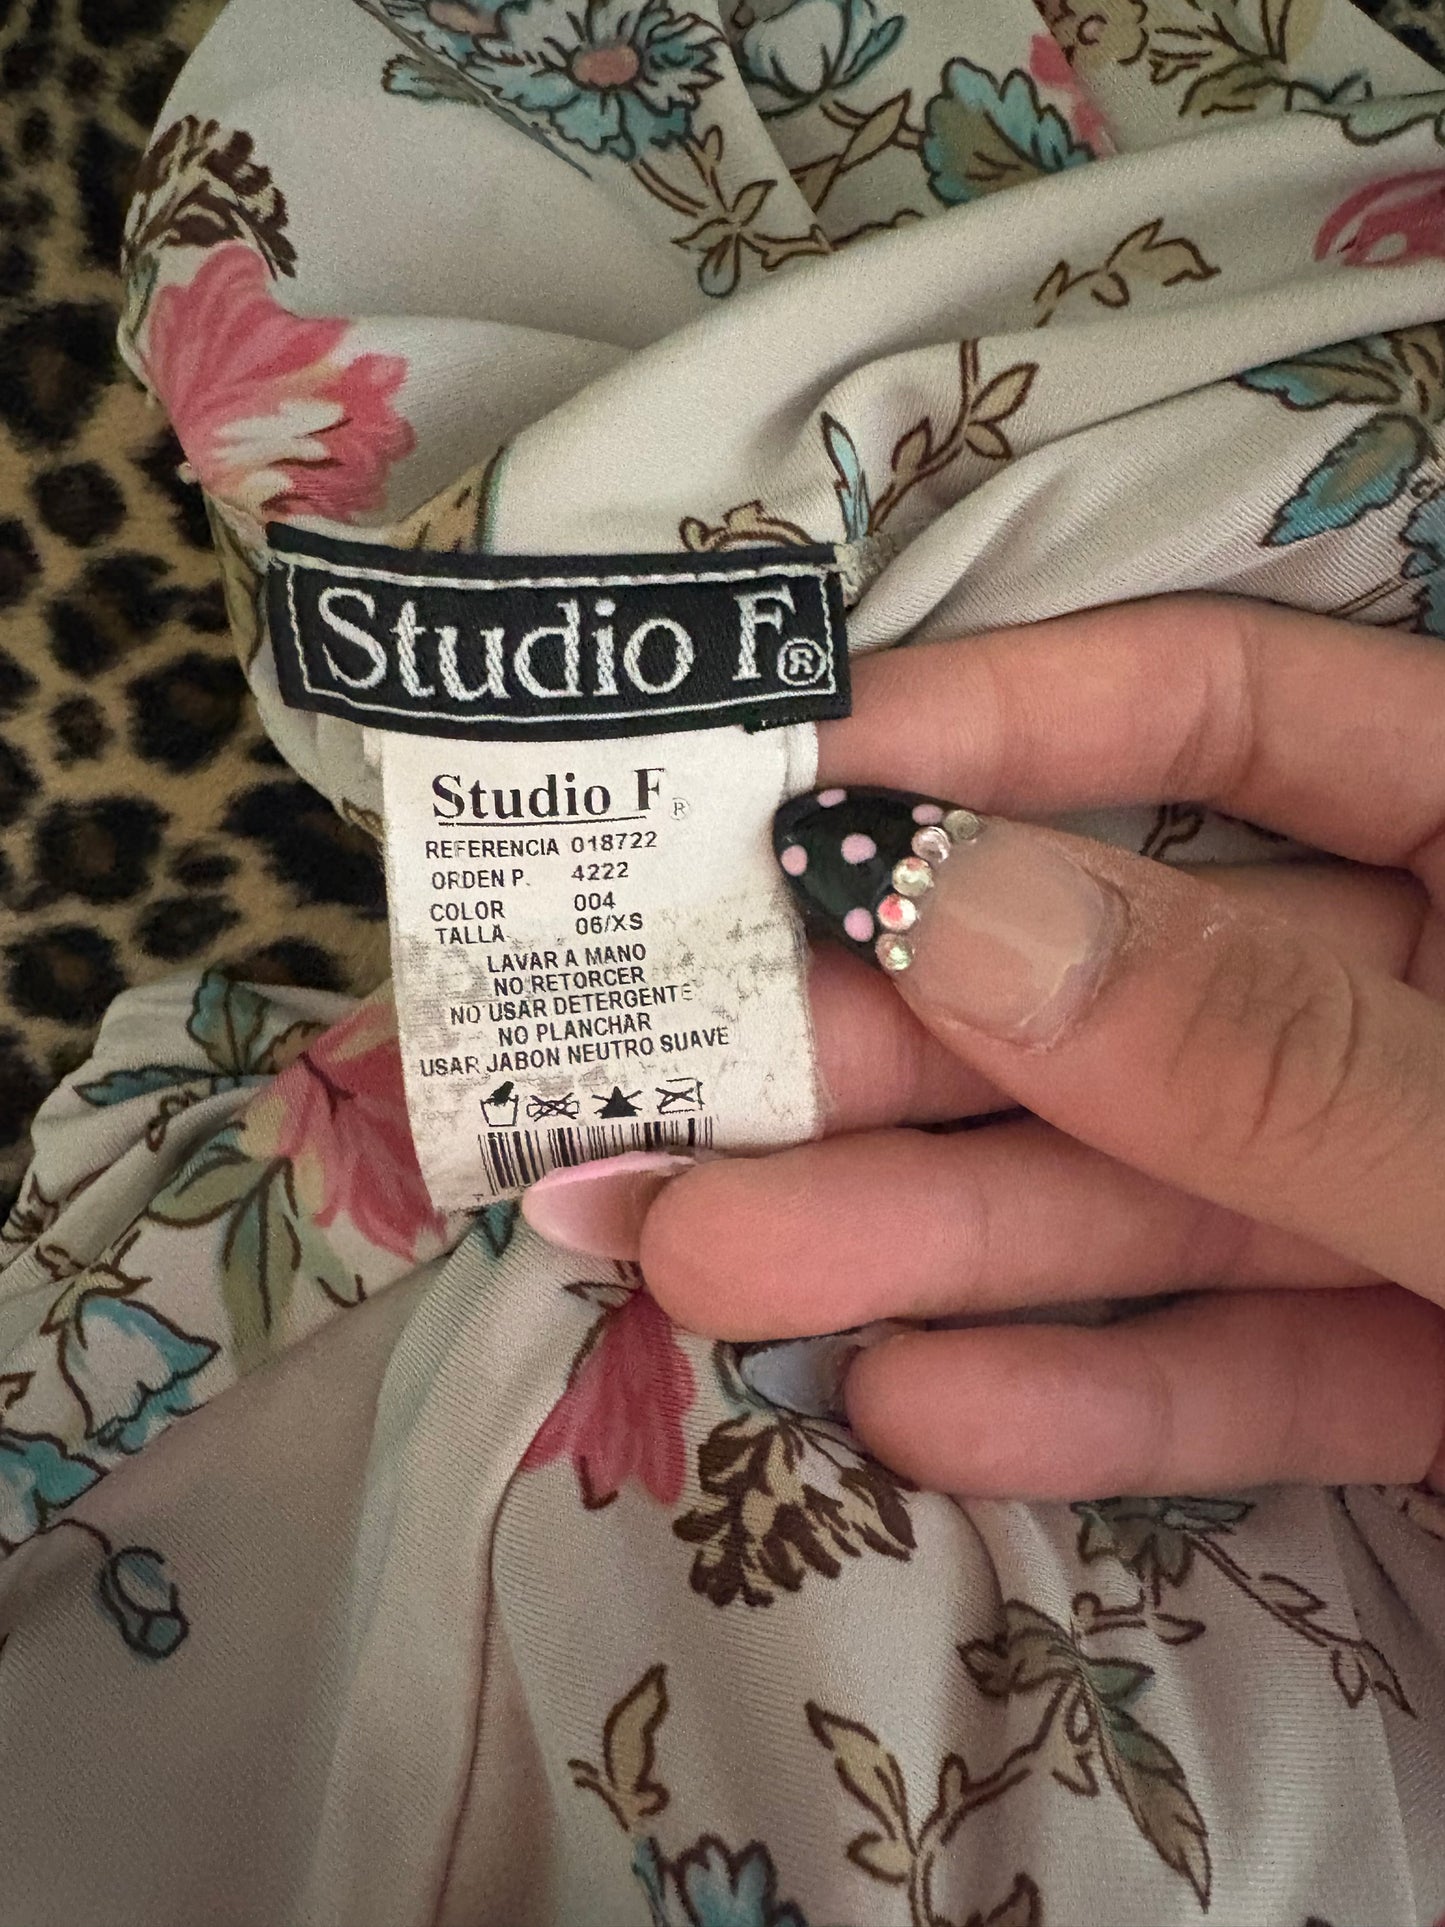 Studio F®
Studio F®
REFERENCIA 018722
ORDEN P. 4222
COLOR 004
TALLA 06/XS
LAVAR A MANO
NO RETORCER
NO USAR DETERGENTE
NO PLANCHAR
USAR JABON NEUTRO SUAVE